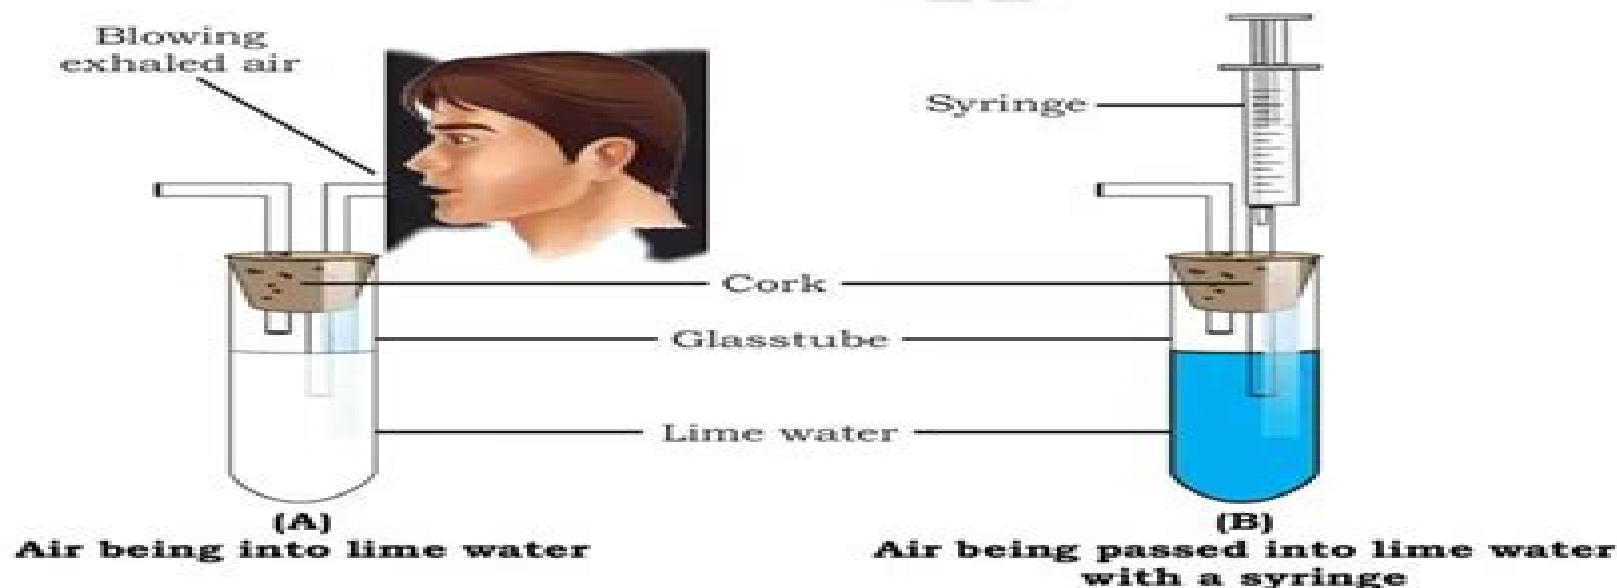 Blowing
exhaled air
Syringe
Cork
Glasstube
Lime water
(A)
Air being into lime water
(B)
Air being passed into lime water
with a syringe